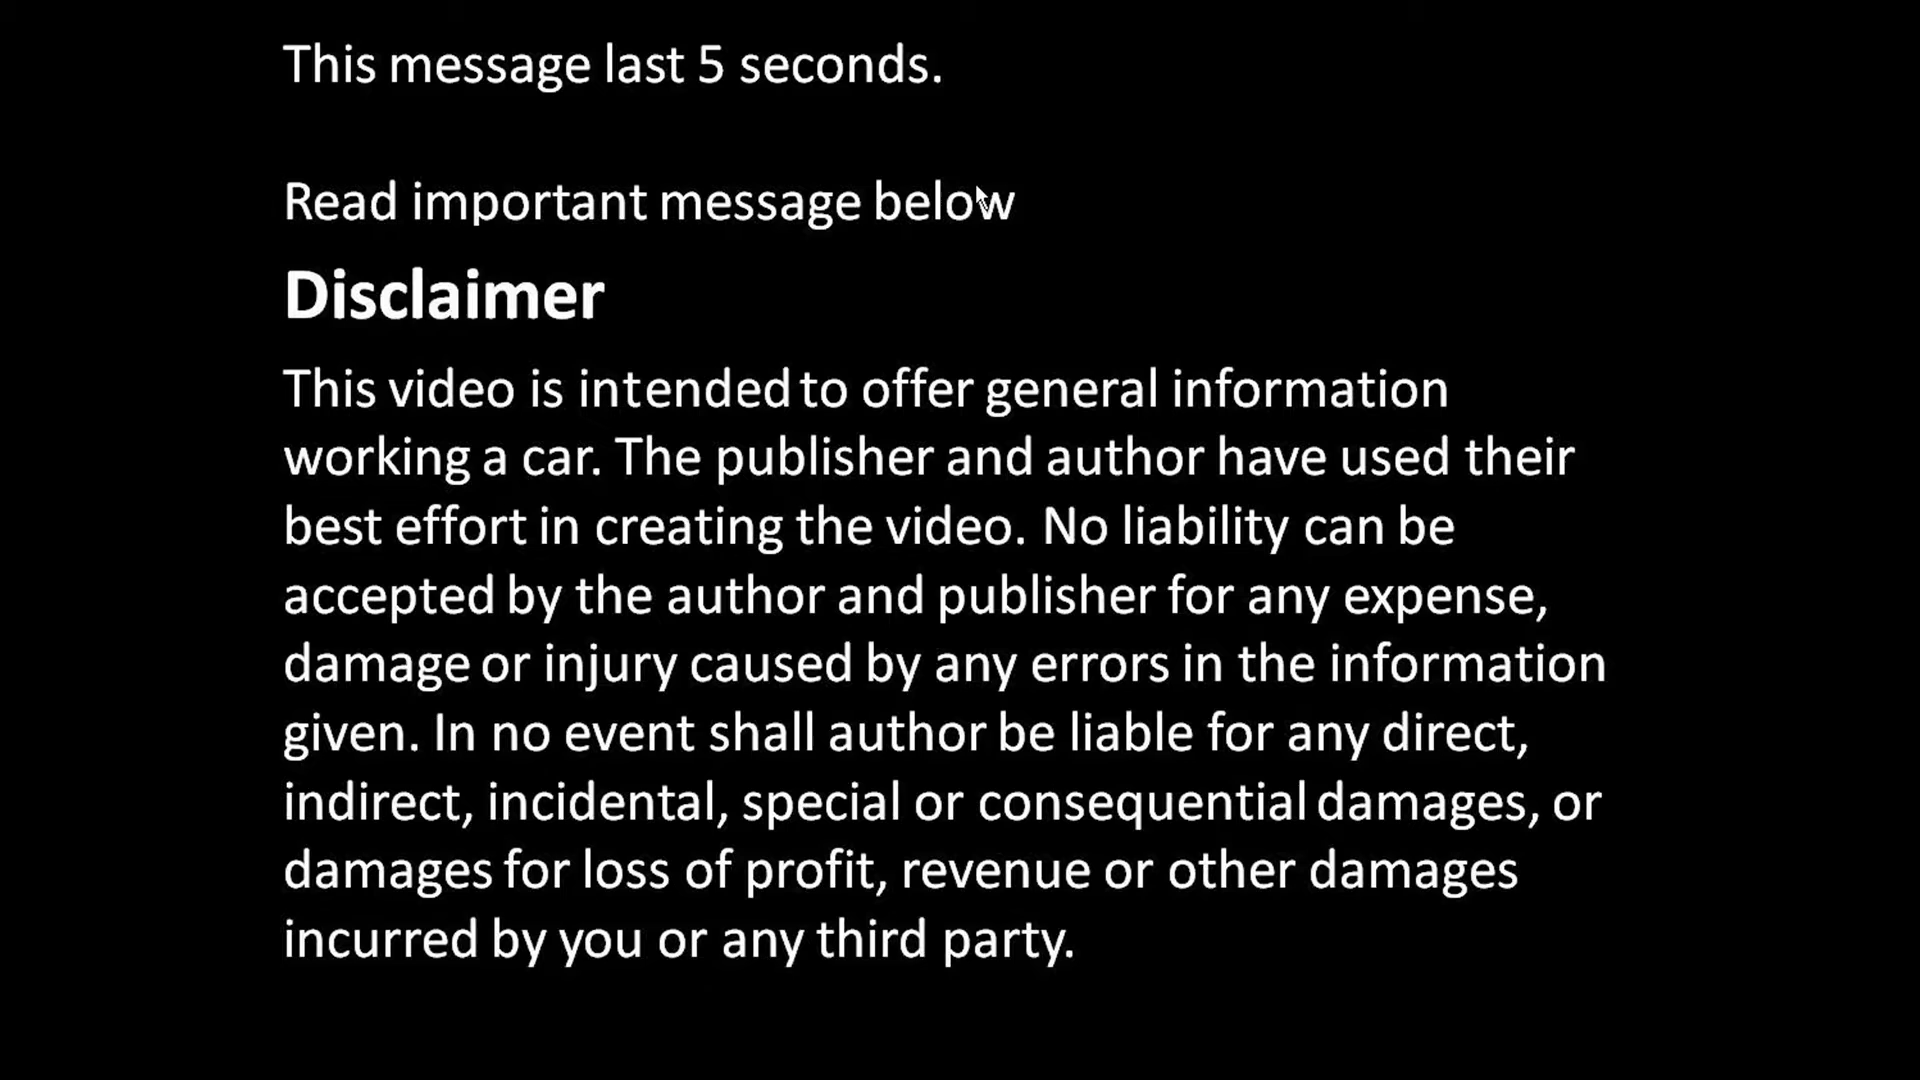 This message last 5 seconds.
Read important message below
Disclaimer
This video is intended to offer general information
working a car. The publisher and author have used their
best effort in creating the video. No liability can be
accepted by the author and publisher for any expense,
damage or injury caused by any errors in the information
given. In no event shall author be liable for any direct,
indirect, incidental, special or consequential damages, or
damages for loss of profit, revenue or other damages
incurred by you or any third party.